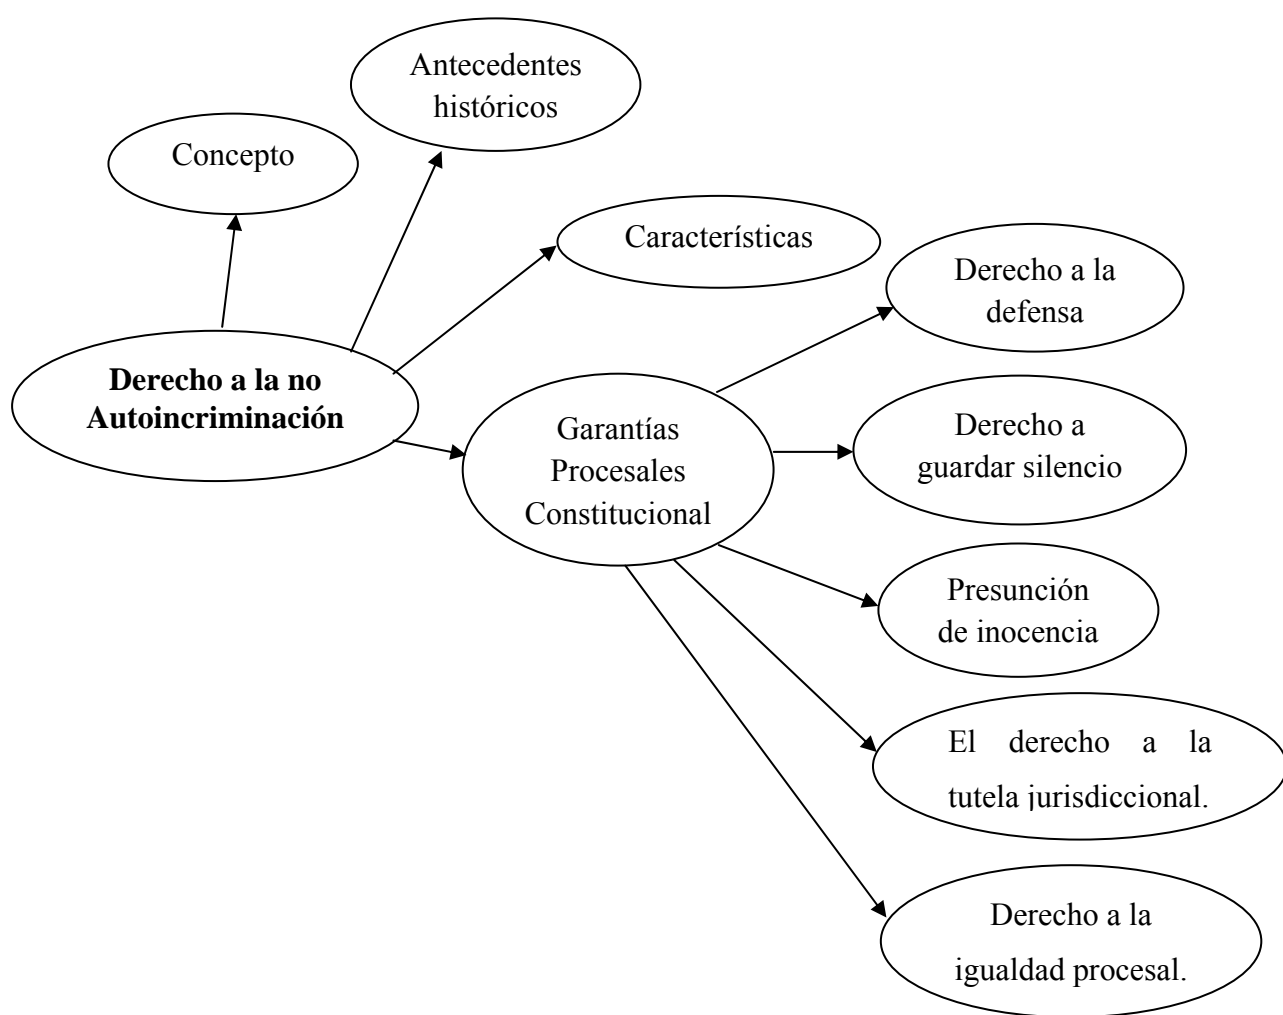 Antecedentes
históricos
Concepto
Características
Derecho a la
defensa
Derecho a la no
Autoincriminación
Garantías
Procesales
Constitucional
Derecho a
guardar silencio
Presunción
de inocencia
El derecho a la
tutela jurisdiccional.
Derecho a la
igualdad procesal.